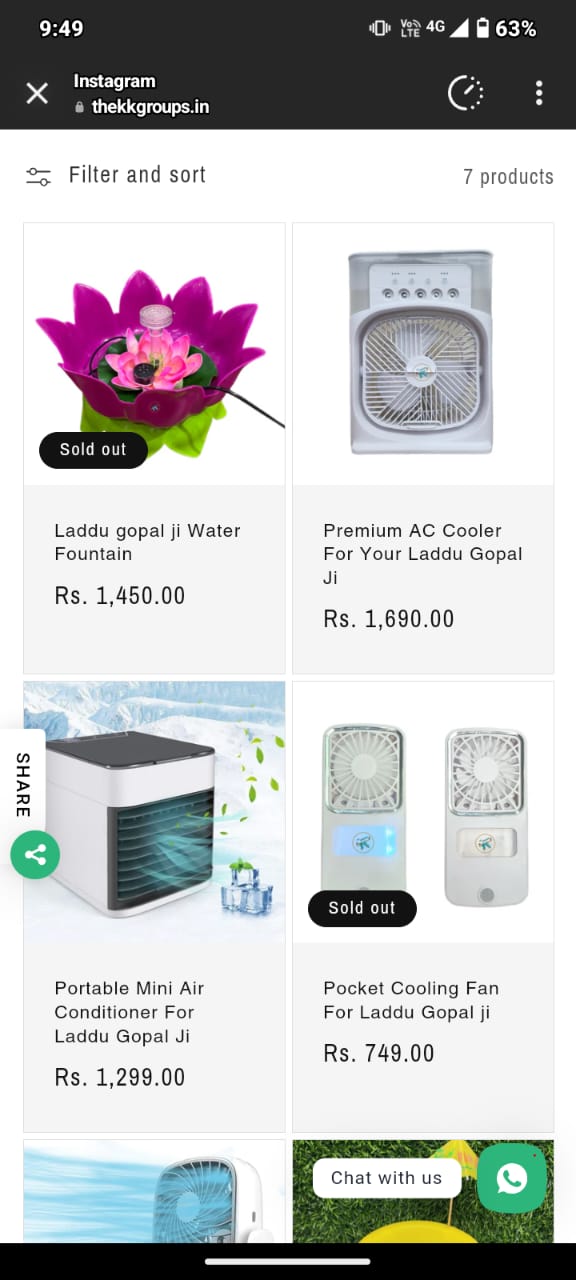 9:49
Vo
LTE
4G
63%
Instagram
thekkgroups.in
Filter and sort
7 products
Sold out
Laddu gopal ji Water
Fountain
Rs. 1,450.00
Premium AC Cooler
For Your Laddu Gopal
Ji
Rs. 1,690.00
SHARE
Portable Mini Air
Conditioner For
Laddu Gopal Ji
Rs. 1,299.00
Sold out
Pocket Cooling Fan
For Laddu Gopal ji
Rs. 749.00
Chat with us